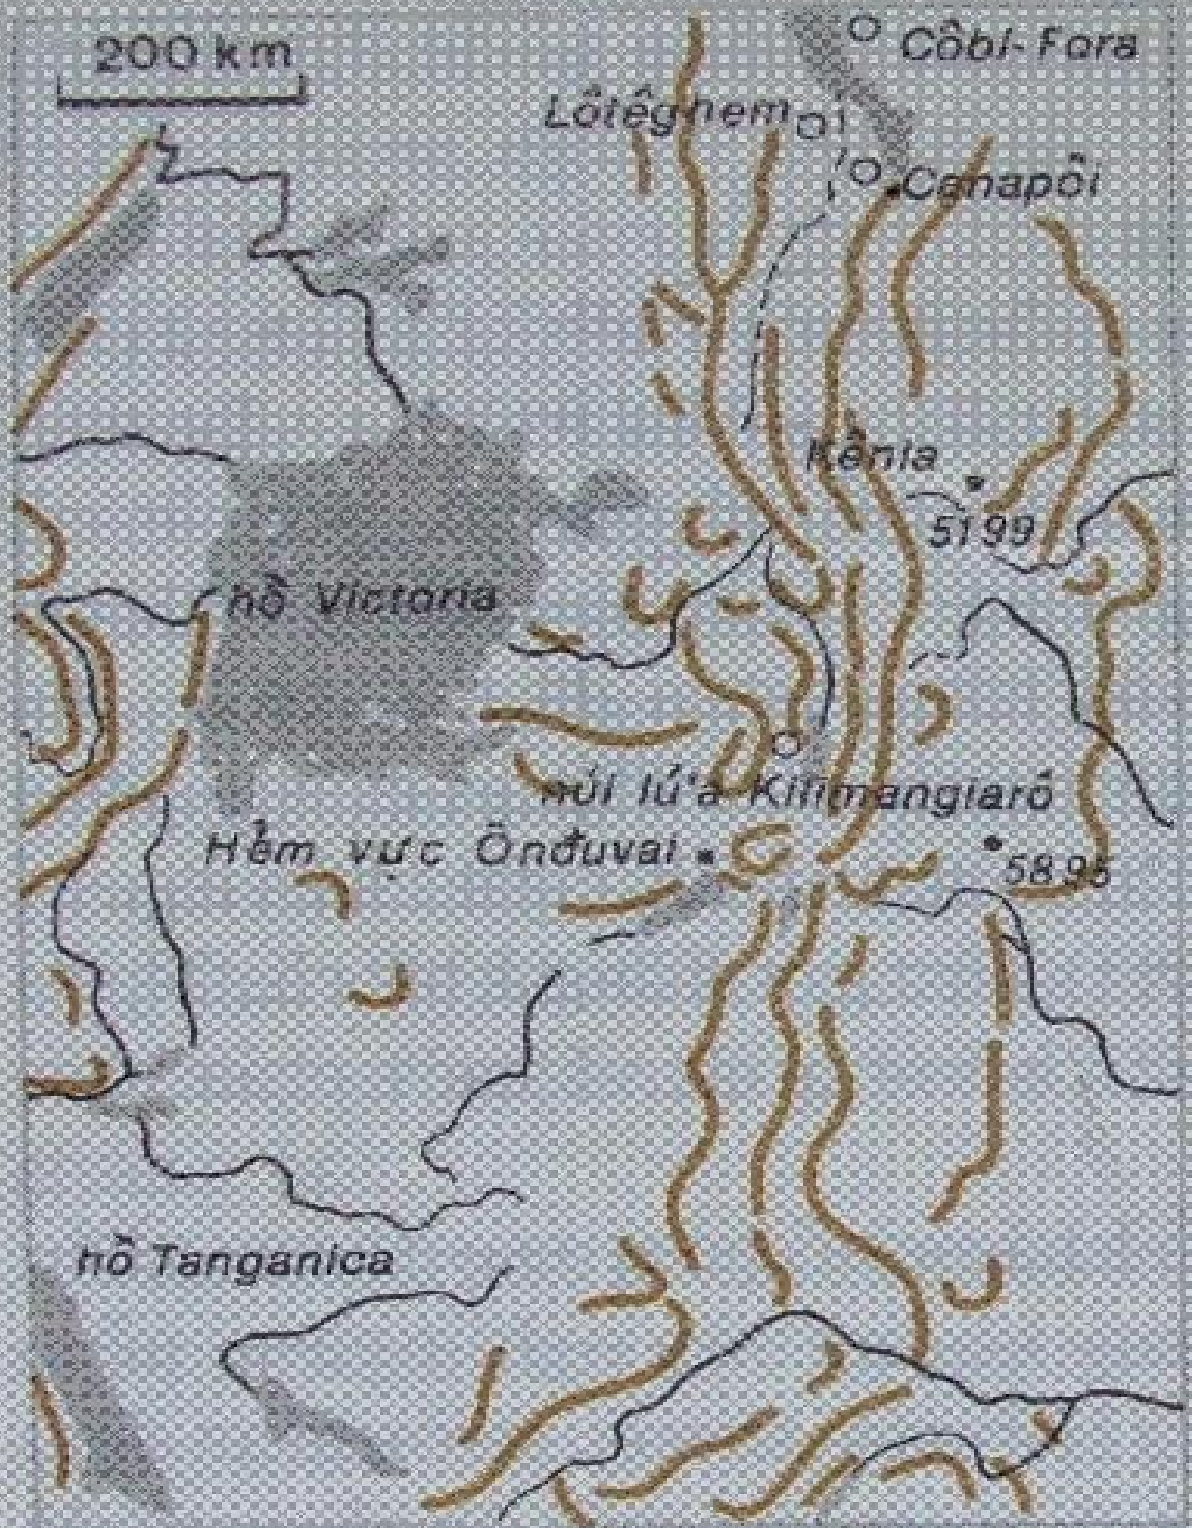 200 km
Côbi-Fora
Lôtêghem
Canapôi
Kênia
5199
hồ Victoria
núi lửa Kilimangiarô
Hẻm vực Ônđuvai
5895
hồ Tanganica